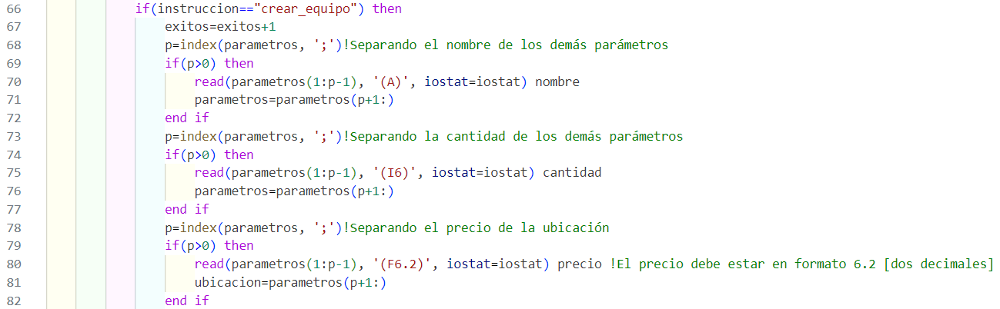 66 if(instruccion=="crear_equipo") then
67 exitos=exitos+1
68 p=index(parametros, ';')!Separando el nombre de los demás parámetros
69 if(p>0) then
70 read(parametros(1:p-1), '(A)', iostat=iostat) nombre
71 parametros=parametros(p+1:)
72 end if
73 p=index(parametros, ';')!Separando la cantidad de los demás parámetros
74 if(p>0) then
75 read(parametros(1:p-1), '(I6)', iostat=iostat) cantidad
76 parametros=parametros(p+1:)
77 end if
78 p=index(parametros, ';')!Separando el precio de la ubicación
79 if(p>0) then
80 read(parametros(1:p-1), '(F6.2)', iostat=iostat) precio !El precio debe estar en formato 6.2 [dos decimales]
81 ubicacion=parametros(p+1:)
82 end if